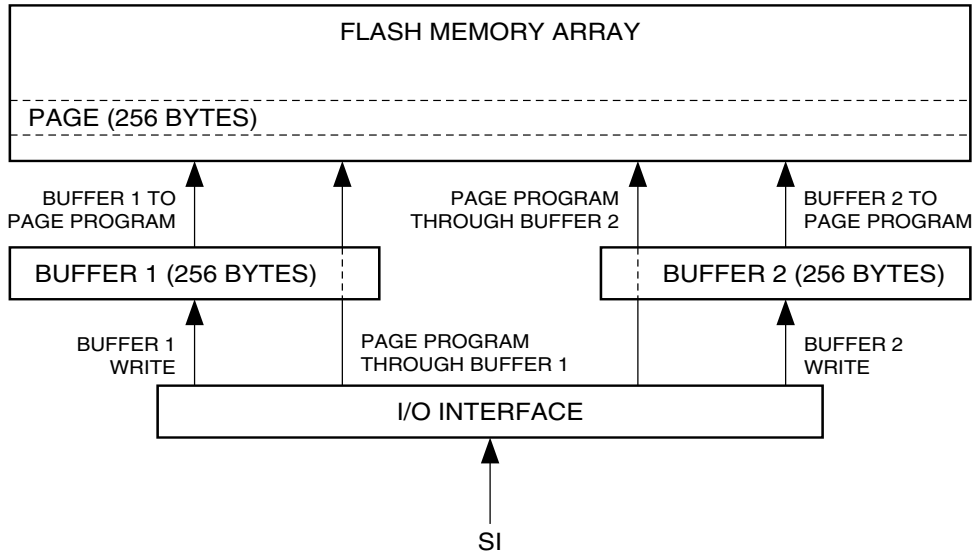 FLASH MEMORY ARRAY
PAGE (256 BYTES)
BUFFER 1 TO
PAGE PROGRAM
PAGE PROGRAM
THROUGH BUFFER 2
BUFFER 2 TO
PAGE PROGRAM
BUFFER 1 (256 BYTES)
BUFFER 2 (256 BYTES)
BUFFER 1
WRITE
PAGE PROGRAM
THROUGH BUFFER 1
BUFFER 2
WRITE
I/O INTERFACE
SI